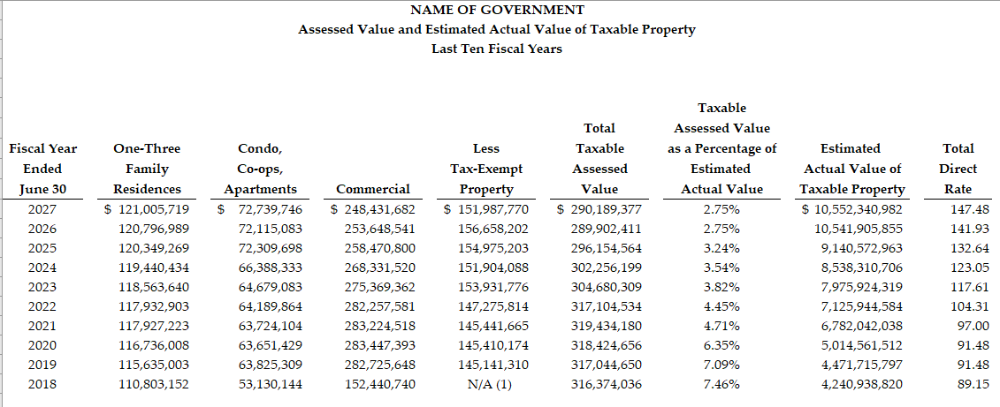 NAME OF GOVERNMENT
Assessed Value and Estimated Actual Value of Taxable Property
Last Ten Fiscal Years
Taxable
Total Assessed Value
Fiscal Year One-Three Condo, Less Taxable as a Percentage of Estimated Total
Ended Family Co-ops, Tax-Exempt Assessed Estimated Actual Value of Direct
June 30 Residences Apartments Commercial Property Value Actual Value Taxable Property Rate
2027 $ 121,005,719 $ 72,739,746 $ 248,431,682 $ 151,987,770 $ 290,189,377 2.75% $ 10,552,340,982 147.48
2026 120,796,989 72,115,083 253,648,541 156,658,202 289,902,411 2.75% 10,541,905,855 141.93
2025 120,349,269 72,309,698 258,470,800 154,975,203 296,154,564 3.24% 9,140,572,963 132.64
2024 119,440,434 66,388,333 268,331,520 151,904,088 302,256,199 3.54% 8,538,310,706 123.05
2023 118,563,640 64,679,083 275,369,362 153,931,776 304,680,309 3.82% 7,975,924,319 117.61
2022 117,932,903 64,189,864 282,257,581 147,275,814 317,104,534 4.45% 7,125,944,584 104.31
2021 117,927,223 63,724,104 283,224,518 145,441,665 319,434,180 4.71% 6,782,042,038 97.00
2020 116,736,008 63,651,429 283,447,393 145,410,174 318,424,656 6.35% 5,014,561,512 91.48
2019 115,635,003 63,825,309 282,725,648 145,141,310 317,044,650 7.09% 4,471,715,797 91.48
2018 110,803,152 53,130,144 152,440,740 N/A (1) 316,374,036 7.46% 4,240,938,820 89.15